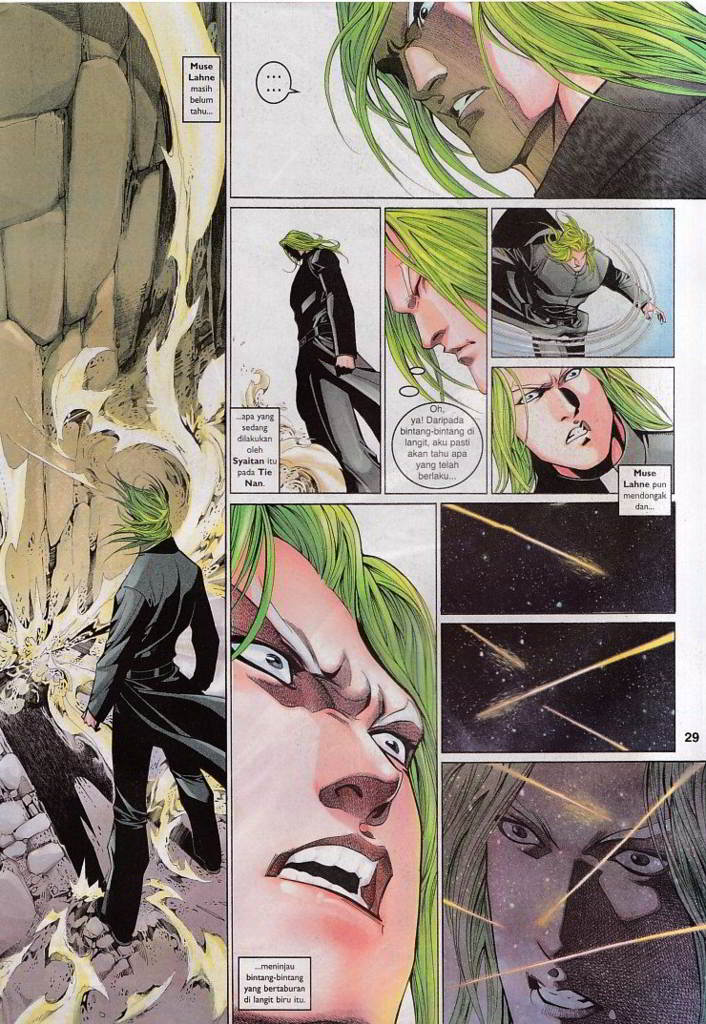 Muse
Lahne
masih
belum
tahu...
... ...
...apa yang
sedang
dilakukan
oleh
Syaitan itu
pada Tie
Nan.
Oh,
ya! Daripada
bintang-bintang di
langit, aku pasti
akan tahu apa
yang telah
berlaku...
Muse
Lahne pun
mendongak
dan...
...meninjau
bintang-bintang
yang bertaburan
di langit biru itu.
29